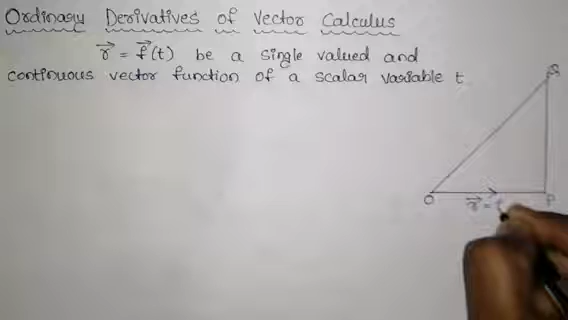 Ordinary Derivatives of Vector Calculus
r⃗ = f⃗(t) be a single valued and
continuous vector function of a scalar variable t
Q
O
P
r⃗ =